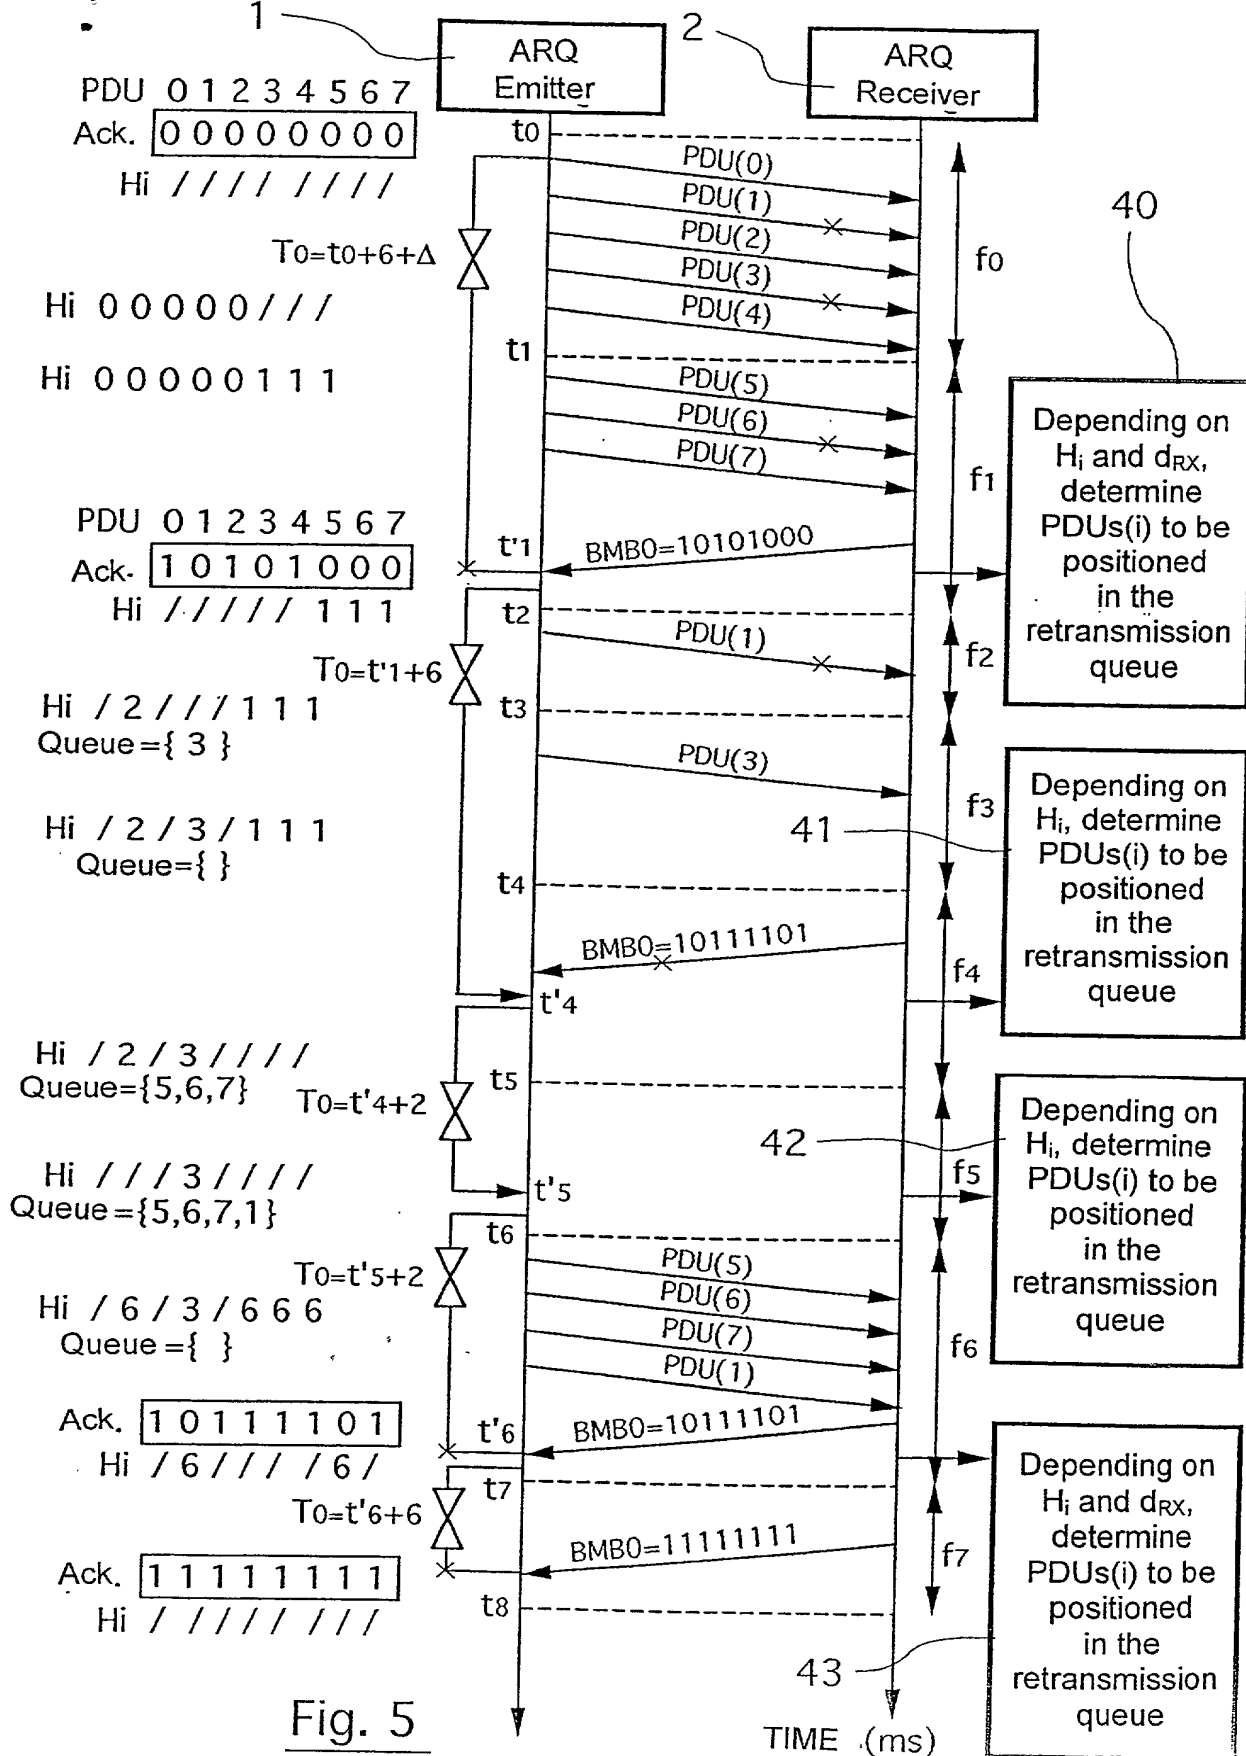 1
2
ARQ
Emitter
ARQ
Receiver
PDU 0 1 2 3 4 5 6 7
Ack. 0 0 0 0 0 0 0 0
Hi / / / / / / / /
t0
PDU(0)
PDU(1)
PDU(2)
PDU(3)
PDU(4)
T0=t0+6+Δ
f0
40
Hi 0 0 0 0 0 / / /
t1
Hi 0 0 0 0 0 1 1 1
PDU(5)
PDU(6)
PDU(7)
f1
Depending on
Hi and dRX,
determine
PDUs(i) to be
positioned
in the
retransmission
queue
PDU 0 1 2 3 4 5 6 7
Ack. 1 0 1 0 1 0 0 0
Hi / / / / / 1 1 1
t'1
BMB0=10101000
t2
PDU(1)
T0=t'1+6
f2
Hi / 2 / / / 1 1 1
Queue={ 3 }
t3
PDU(3)
f3
41
Depending on
Hi, determine
PDUs(i) to be
positioned
in the
retransmission
queue
Hi / 2 / 3 / 1 1 1
Queue={ }
t4
BMB0=10111101
f4
t'4
Hi / 2 / 3 / / / /
Queue={5,6,7}
T0=t'4+2
t5
42
f5
Depending on
Hi, determine
PDUs(i) to be
positioned
in the
retransmission
queue
Hi / / / 3 / / / /
Queue={5,6,7,1}
t'5
t6
T0=t'5+2
PDU(5)
PDU(6)
PDU(7)
PDU(1)
f6
Hi / 6 / 3 / 6 6 6
Queue={ }
Ack. 1 0 1 1 1 1 0 1
Hi / 6 / / / / 6 /
t'6
BMB0=10111101
t7
T0=t'6+6
BMB0=11111111
f7
Depending on
Hi and dRX,
determine
PDUs(i) to be
positioned
in the
retransmission
queue
Ack. 1 1 1 1 1 1 1 1
Hi / / / / / / / /
t8
43
Fig. 5
TIME (ms)